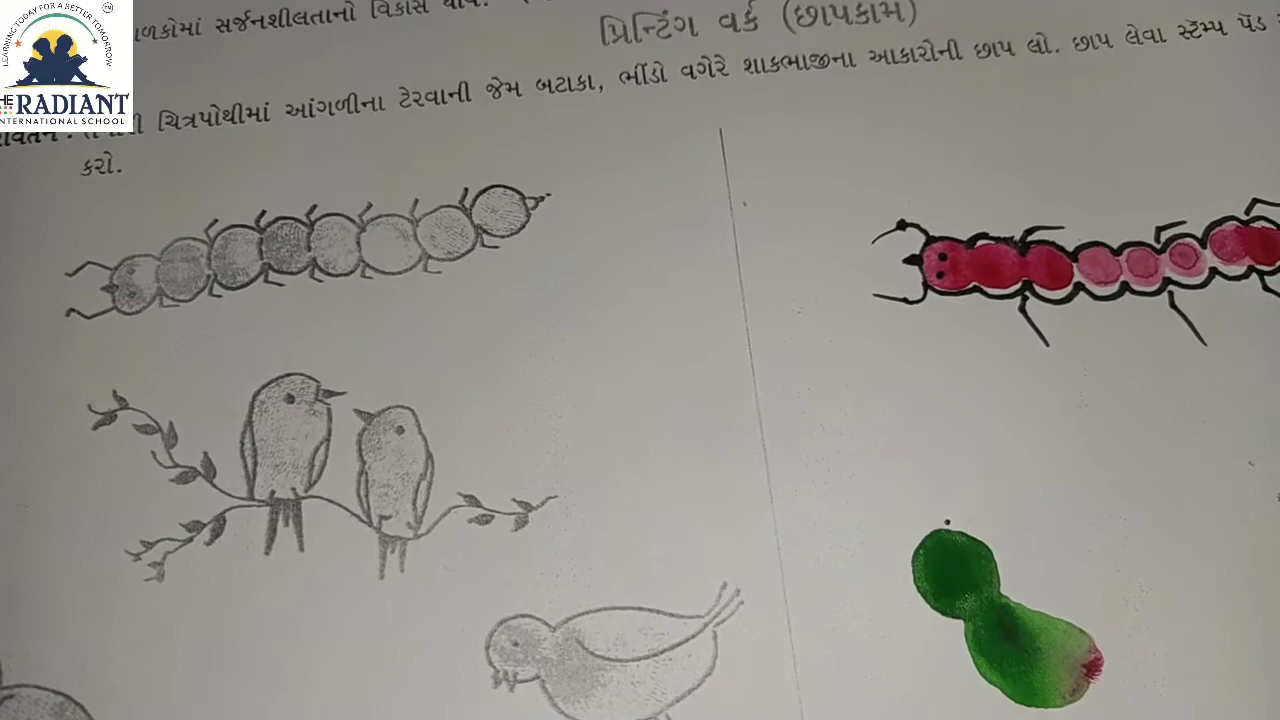 LEARNING TODAY FOR A BETTER TOMORROW
TM
RADIANT
INTERNATIONAL SCHOOL
સર્જનશીલતાનો વિકાસ
પ્રિન્ટિંગ વર્ક (છાપકામ)
ચિત્રપોથીમાં આંગળીના ટેરવાની જેમ બટાકા, ભીંડો વગેરે શાકભાજીના આકારોની છાપ લો. છાપ લેવા સ્ટૅમ્પ પૅડ
કરો.